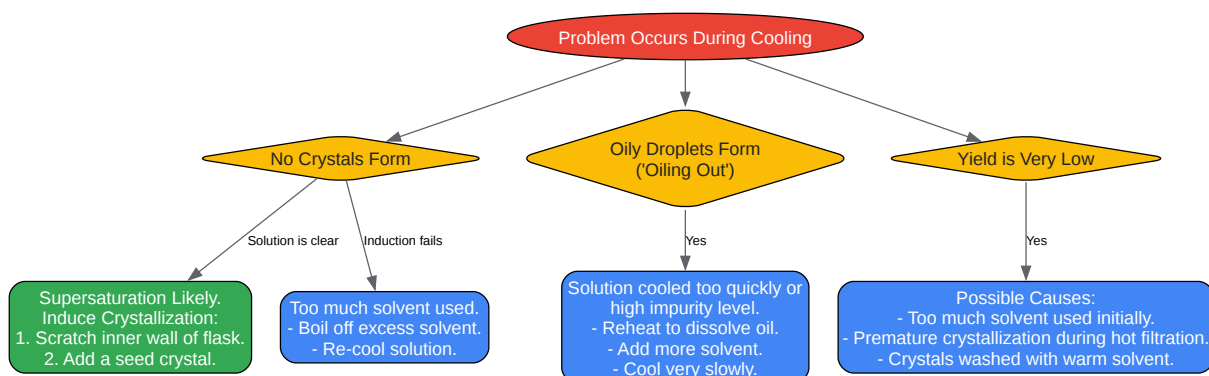 Problem Occurs During Cooling
No Crystals Form
Oily Droplets Form
('Oiling Out')
Yield is Very Low
Solution is clear
Induction fails
Yes
Yes
Supersaturation Likely.
Induce Crystallization:
1. Scratch inner wall of flask.
2. Add a seed crystal.
Too much solvent used.
- Boil off excess solvent.
- Re-cool solution.
Solution cooled too quickly or
high impurity level.
- Reheat to dissolve oil.
- Add more solvent.
- Cool very slowly.
Possible Causes:
- Too much solvent used initially.
- Premature crystallization during hot filtration.
- Crystals washed with warm solvent.